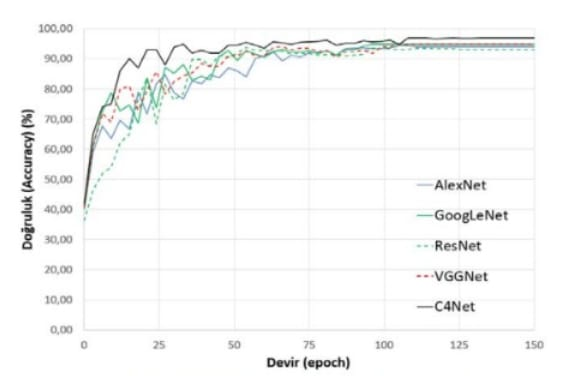 100,00
90,00
80,00
70,00
60,00
50,00
40,00
30,00
20,00
10,00
0,00
Doğruluk (Accuracy) (%)
AlexNet
GoogLeNet
ResNet
VGGNet
C4Net
0 25 50 75 100 125 150
Devir (epoch)